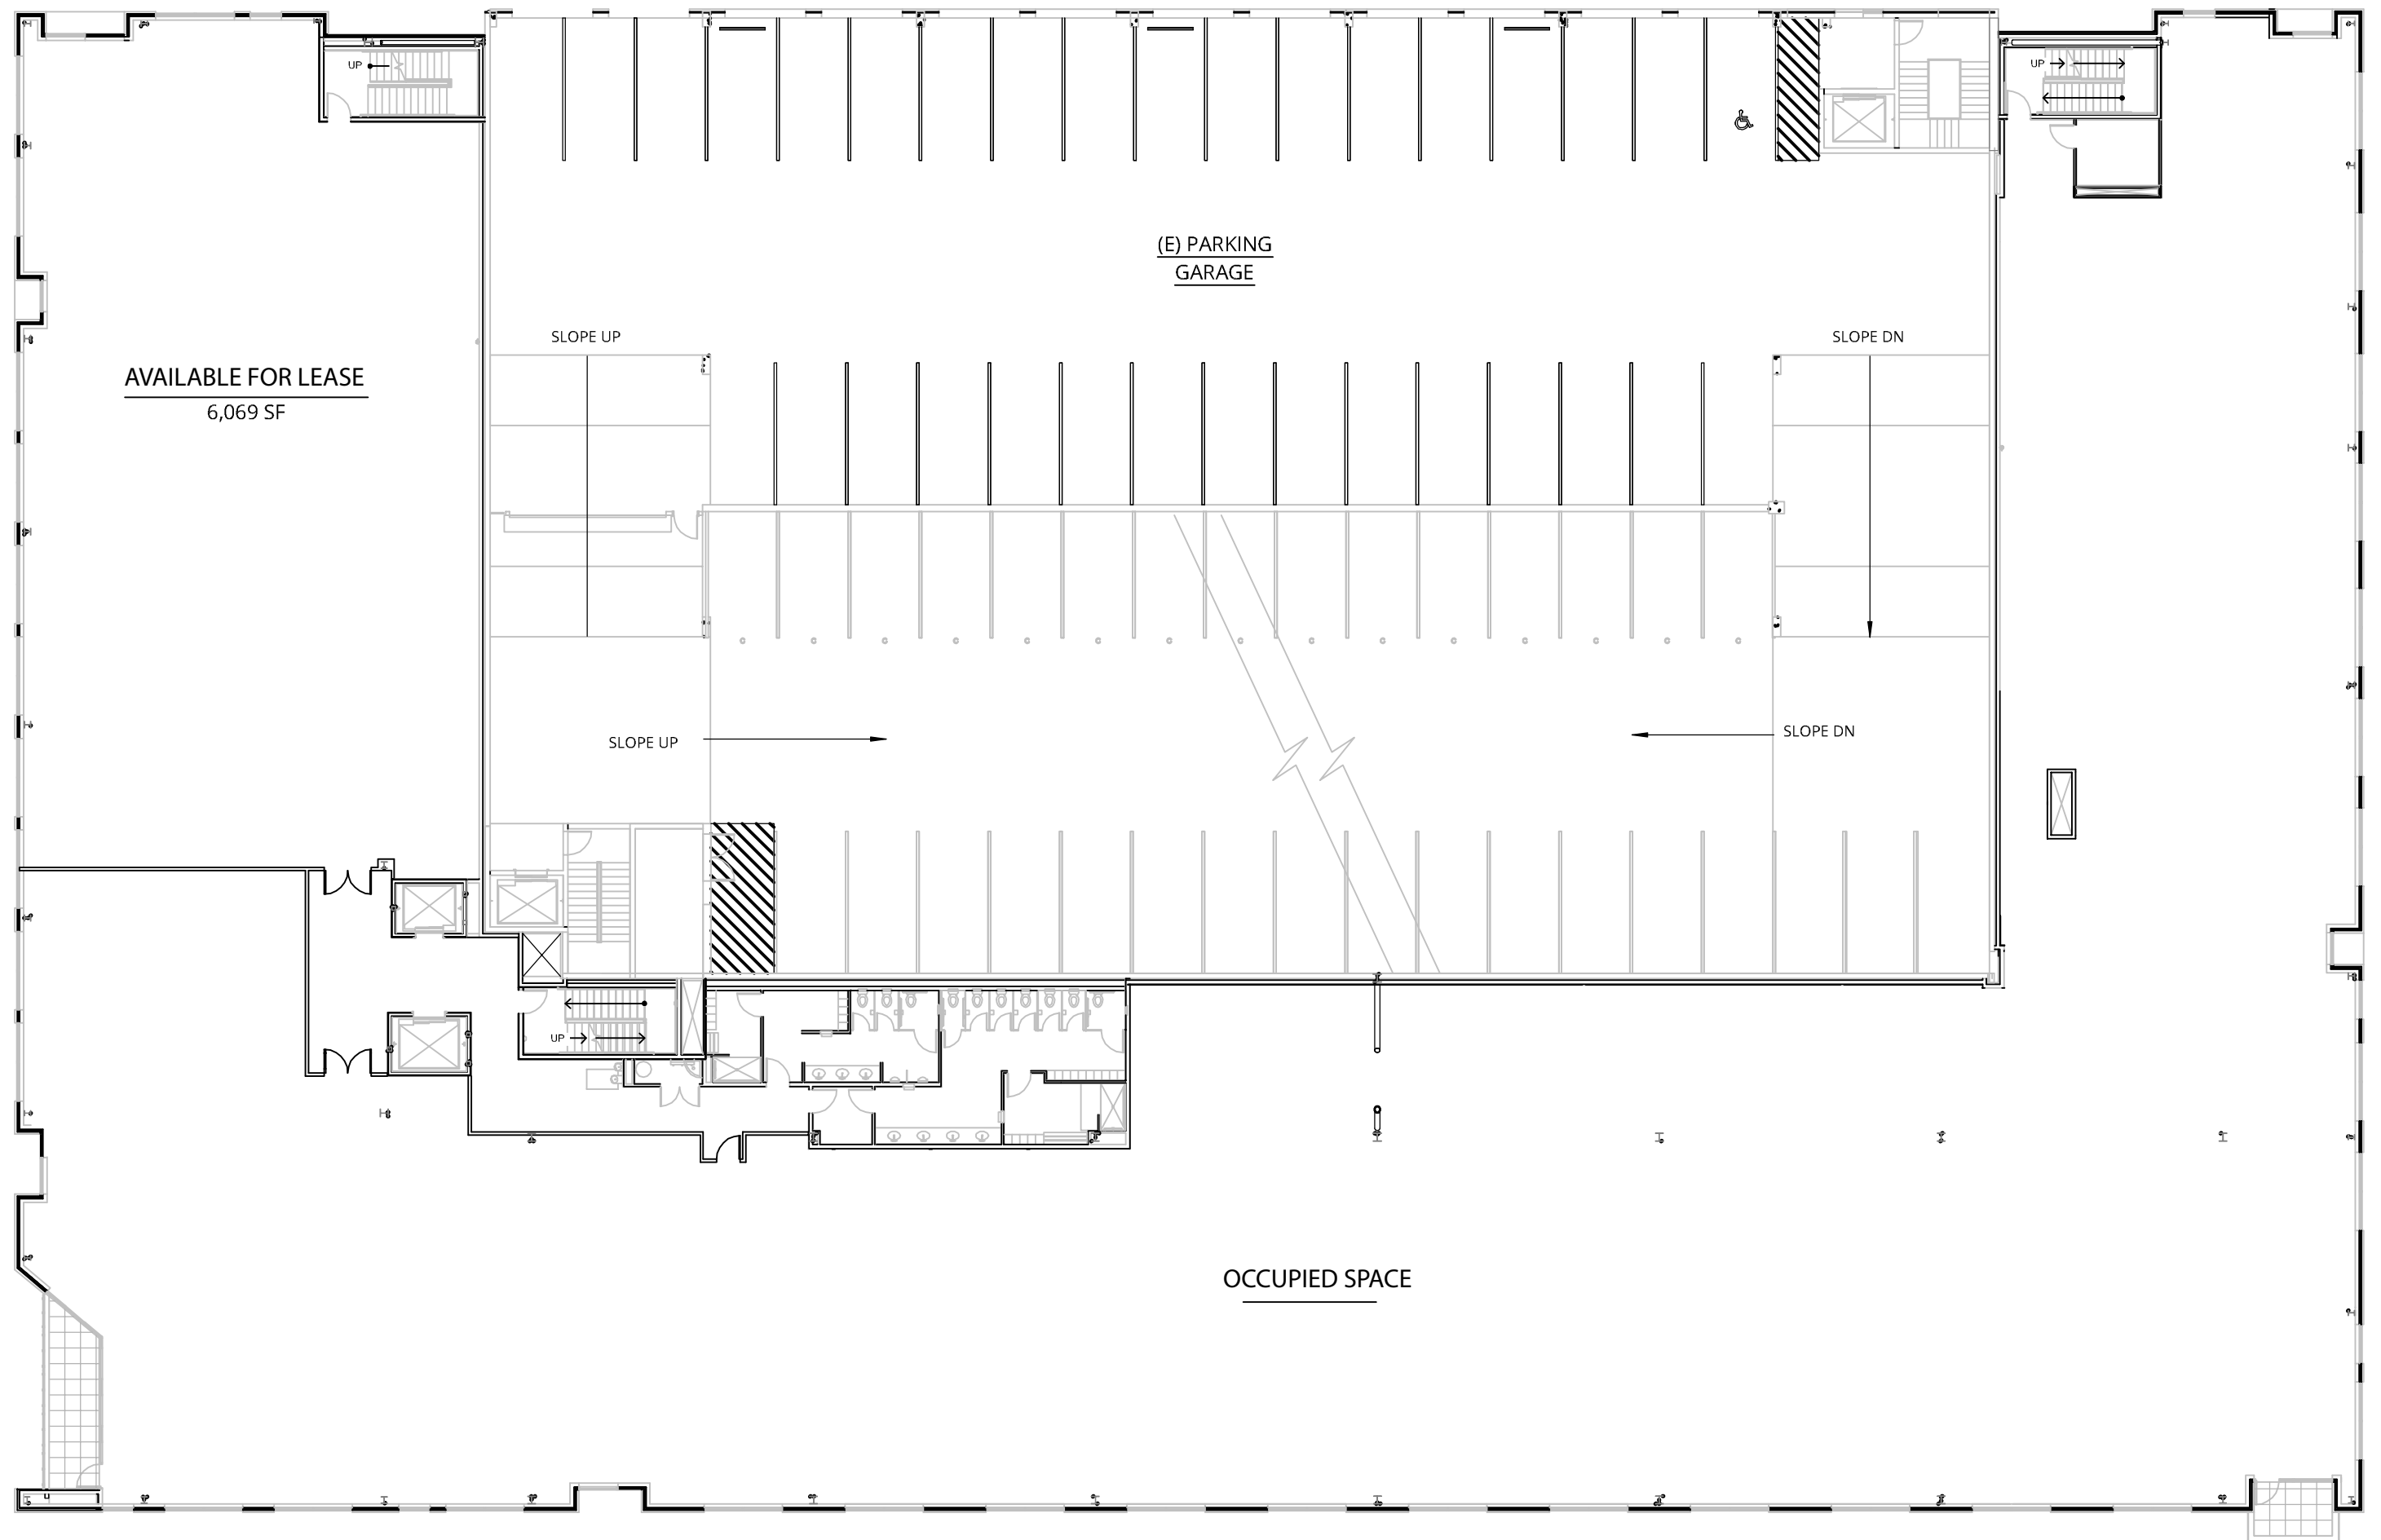 UP
UP
(E) PARKING
GARAGE
SLOPE UP
SLOPE DN
AVAILABLE FOR LEASE
6,069 SF
SLOPE UP
SLOPE DN
UP
OCCUPIED SPACE